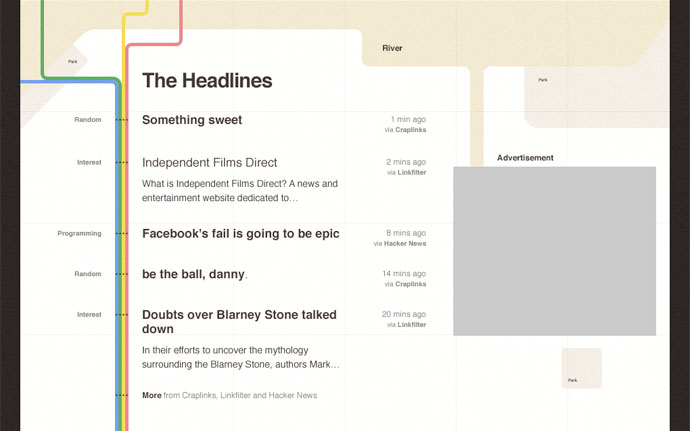 River
Park
Park
The Headlines
Random
Something sweet
1 min ago
via Craplinks
Interest
Independent Films Direct
2 mins ago
via Linkfilter
What is Independent Films Direct? A news and
entertainment website dedicated to…
Advertisement
Programming
Facebook's fail is going to be epic
8 mins ago
via Hacker News
Random
be the ball, danny.
14 mins ago
via Craplinks
Interest
Doubts over Blarney Stone talked
down
20 mins ago
via Linkfilter
In their efforts to uncover the mythology
surrounding the Blarney Stone, authors Mark…
Park
More from Craplinks, Linkfilter and Hacker News